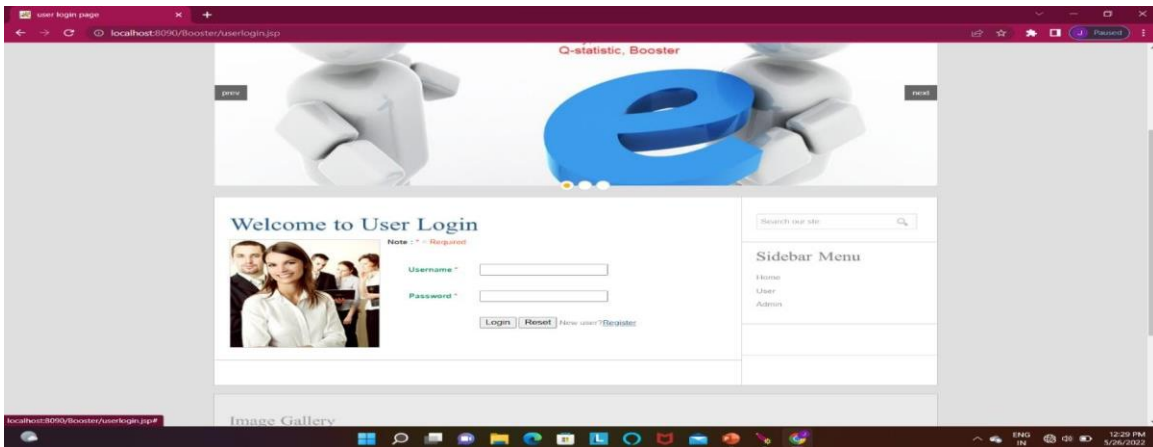 user login page
localhost:8090/Booster/userlogin.jsp
J Paused
Q-statistic, Booster
prev
next
Welcome to User Login
Note : * = Required
Username *
Password *
Login Reset New user?Register
Search our site
Sidebar Menu
Home
User
Admin
Image Gallery
localhost:8090/Booster/userlogin.jsp#
ENG
IN
12:29 PM
5/26/2022